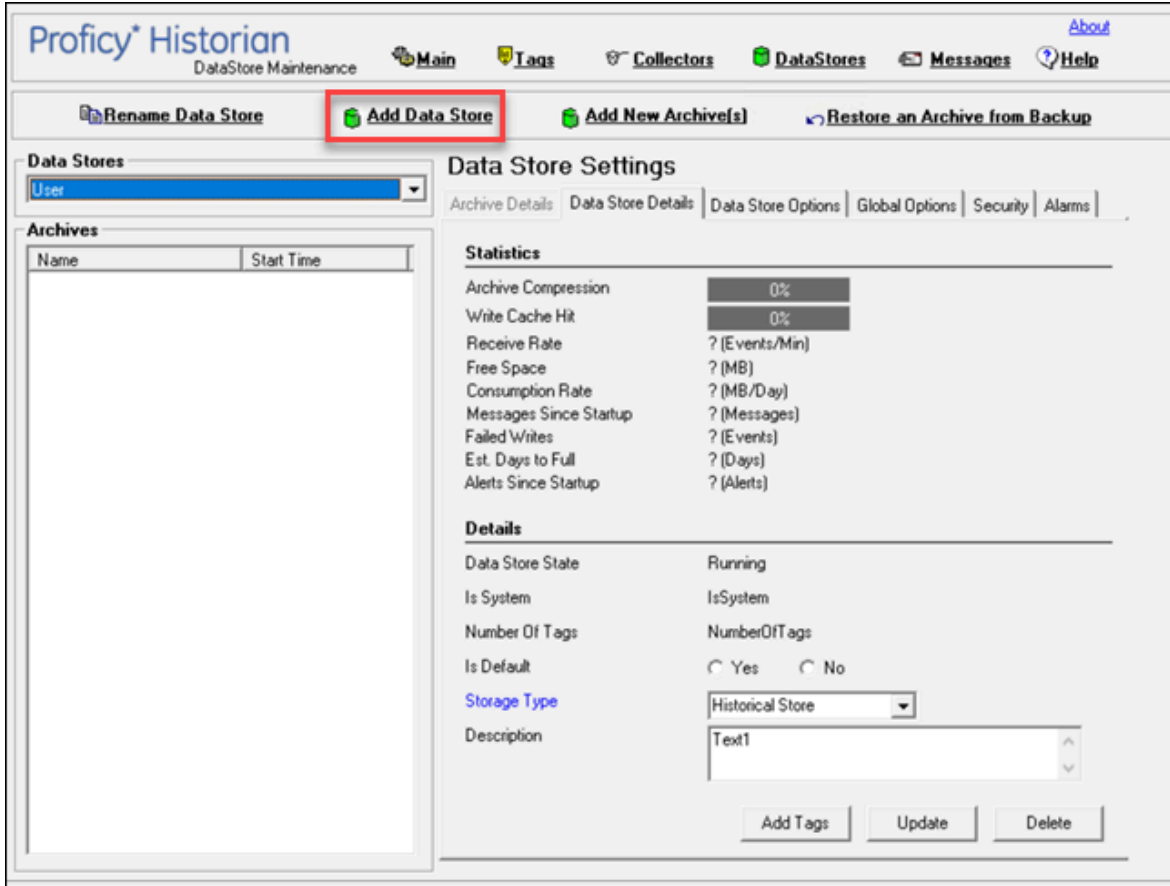 About
Proficy* Historian
DataStore Maintenance
Main Tags Collectors DataStores Messages Help
Rename Data Store Add Data Store Add New Archive(s) Restore an Archive from Backup
Data Stores
User
Archives
Name Start Time
Data Store Settings
Archive Details Data Store Details Data Store Options Global Options Security Alarms
Statistics
Archive Compression 0%
Write Cache Hit 0%
Receive Rate ? (Events/Min)
Free Space ? (MB)
Consumption Rate ? (MB/Day)
Messages Since Startup ? (Messages)
Failed Writes ? (Events)
Est. Days to Full ? (Days)
Alerts Since Startup ? (Alerts)
Details
Data Store State Running
Is System IsSystem
Number Of Tags NumberOfTags
Is Default Yes No
Storage Type Historical Store
Description Text1
Add Tags Update Delete